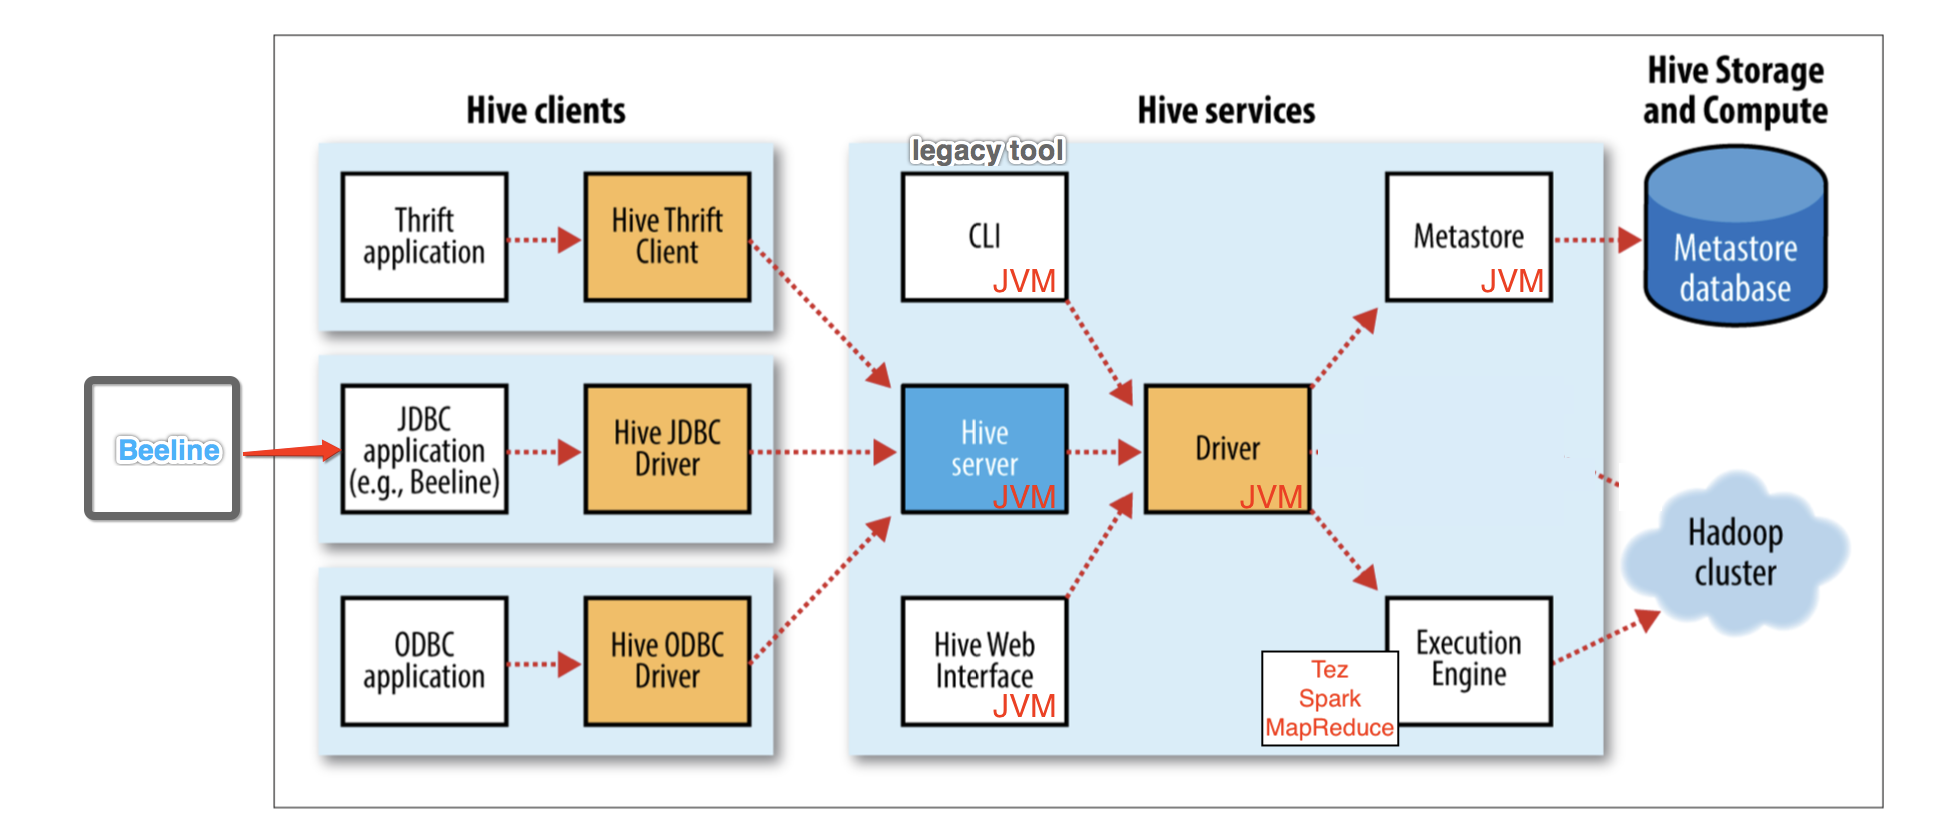 Hive clients
Hive services
Hive Storage
and Compute
legacy tool
Thrift
application
Hive Thrift
Client
CLI
JVM
Metastore
JVM
Metastore
database
Beeline
JDBC
application
(e.g., Beeline)
Hive JDBC
Driver
Hive
server
JVM
Driver
JVM
Hadoop
cluster
ODBC
application
Hive ODBC
Driver
Hive Web
Interface
JVM
Tez
Spark
MapReduce
Execution
Engine